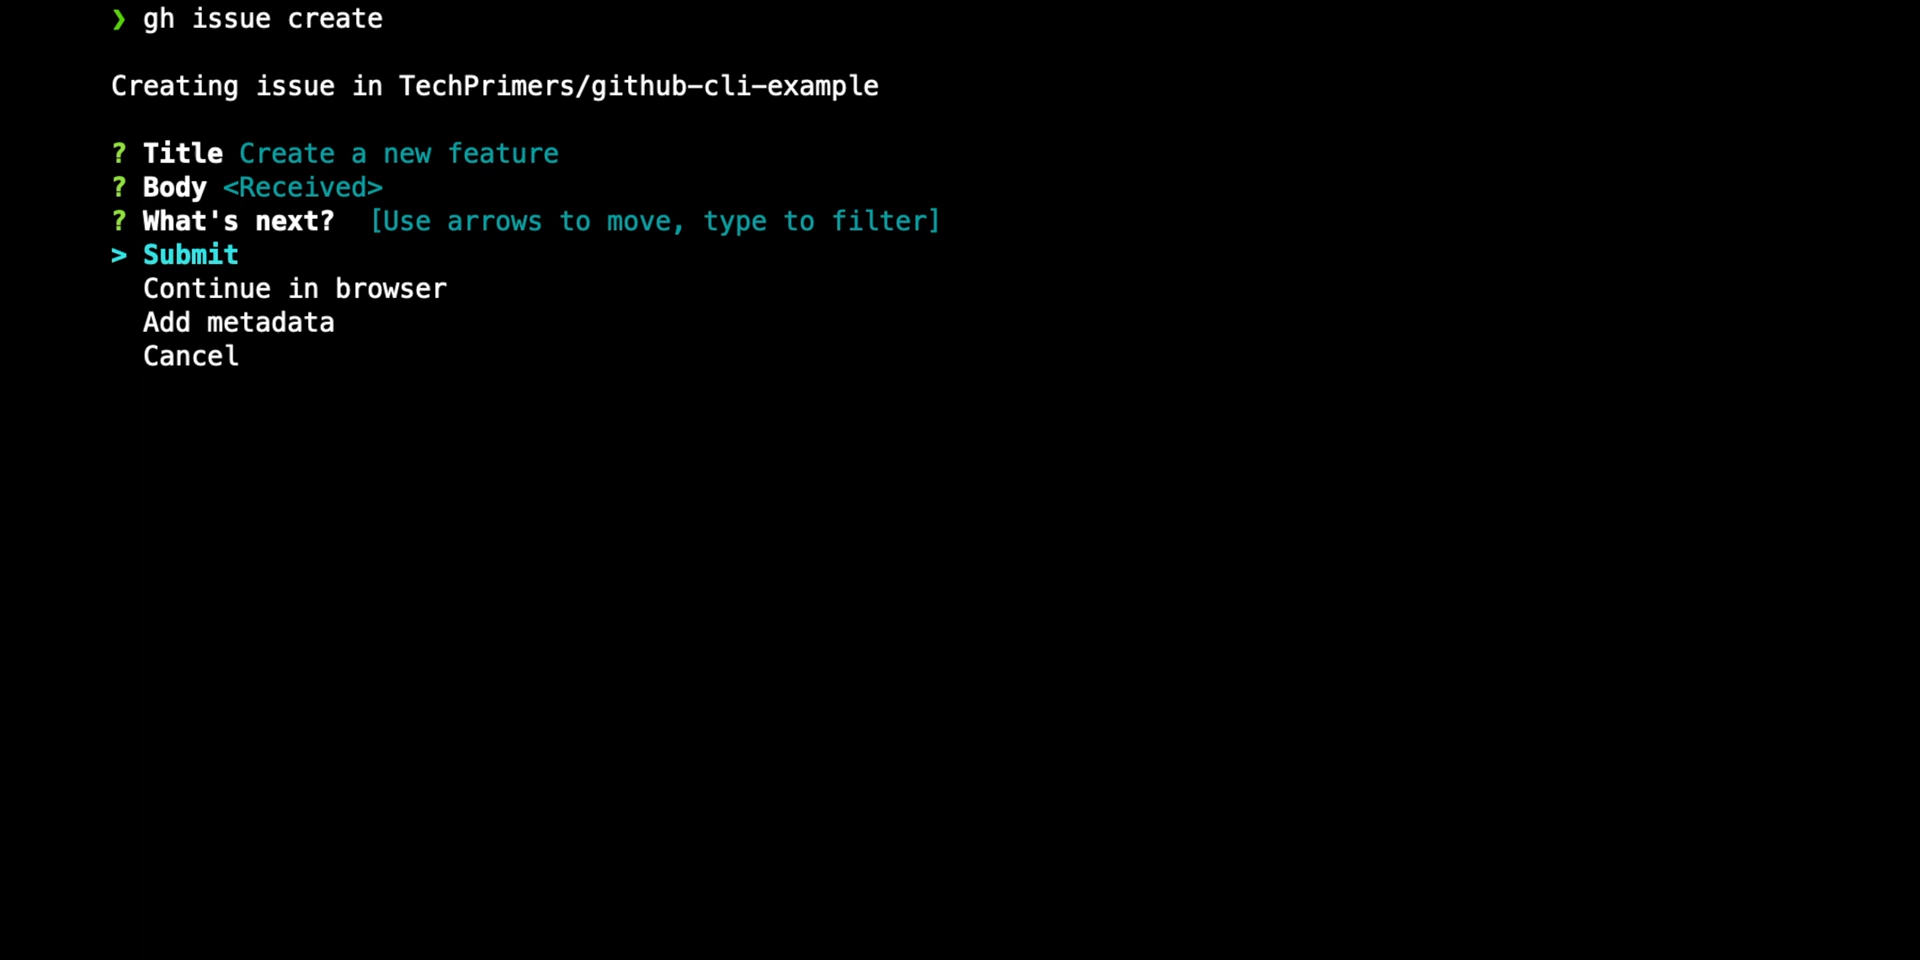 ❯ gh issue create
Creating issue in TechPrimers/github-cli-example
? Title Create a new feature
? Body <Received>
? What's next?  [Use arrows to move, type to filter]
> Submit
Continue in browser
Add metadata
Cancel